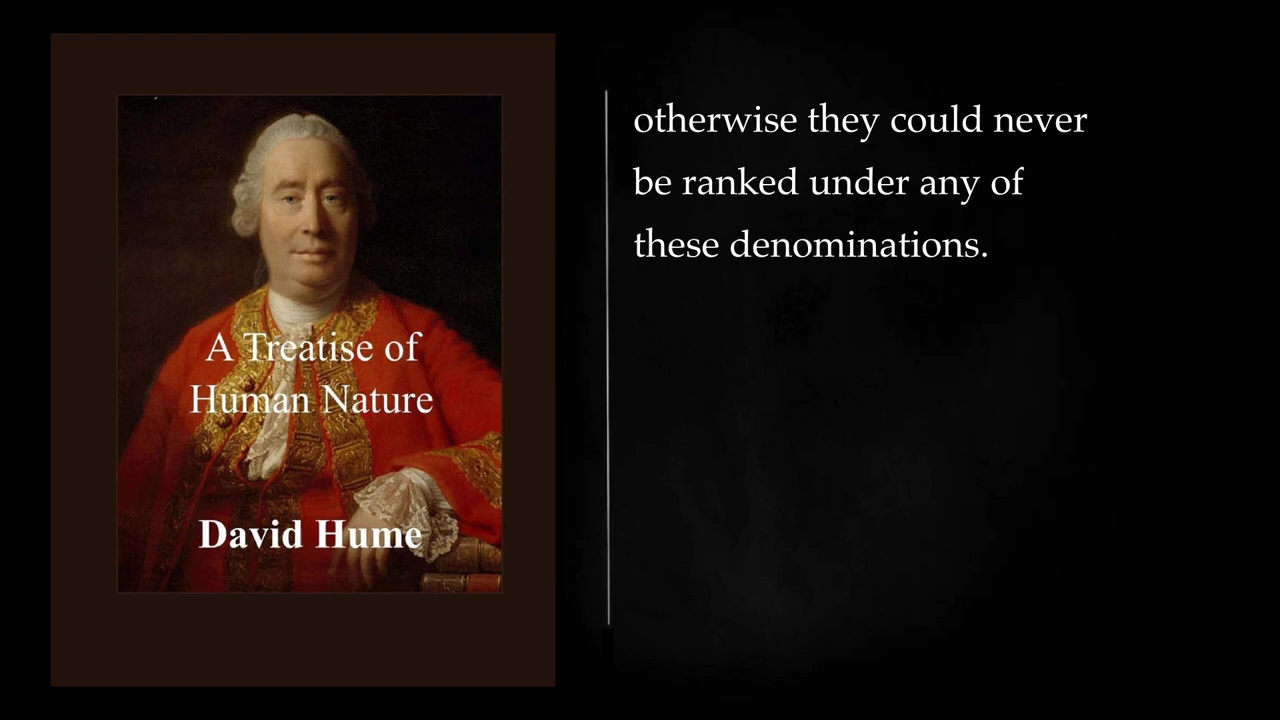 A Treatise of
Human Nature
David Hume
otherwise they could never
be ranked under any of
these denominations.